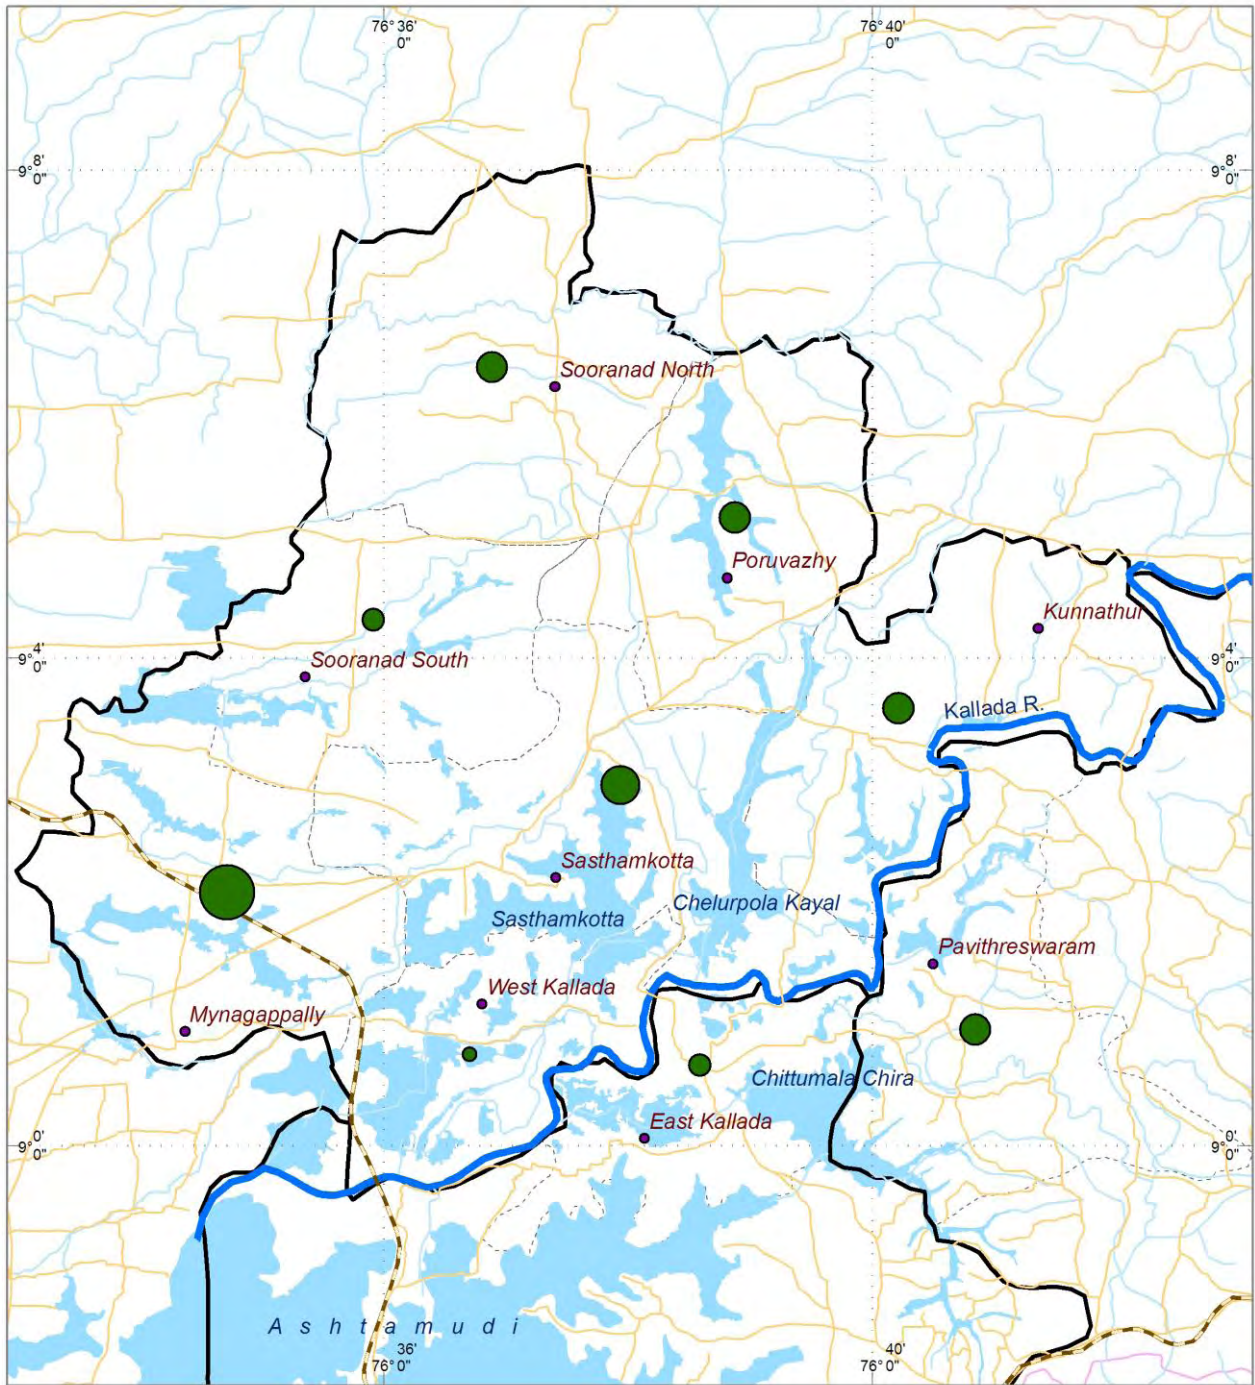 76° 36' 0"
76° 40' 0"
9° 8' 0"
9° 8' 0"
Sooranad North
Poruvazhy
Kunnathur
Sooranad South
9° 4' 0"
9° 4' 0"
Kallada R.
Sasthamkotta
Chelurpola Kayal
Sasthamkotta
Pavithreswaram
West Kallada
Mynagappally
Chittumala Chira
East Kallada
9° 0' 0"
9° 0' 0"
Ashtamudi
76° 36' 0"
76° 40' 0"